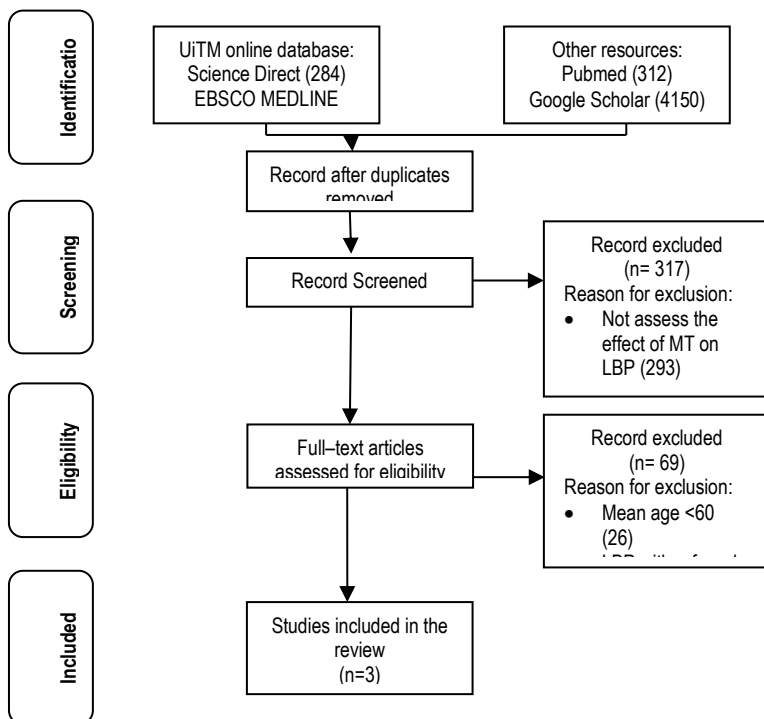 Identificatio
UiTM online database:
Science Direct (284)
EBSCO MEDLINE
Other resources:
Pubmed (312)
Google Scholar (4150)
Record after duplicates
removed
Screening
Record Screened
Record excluded
(n= 317)
Reason for exclusion:
• Not assess the
effect of MT on
LBP (293)
Eligibility
Full–text articles
assessed for eligibility
Record excluded
(n= 69)
Reason for exclusion:
• Mean age <60
(26)
Included
Studies included in the
review
(n=3)